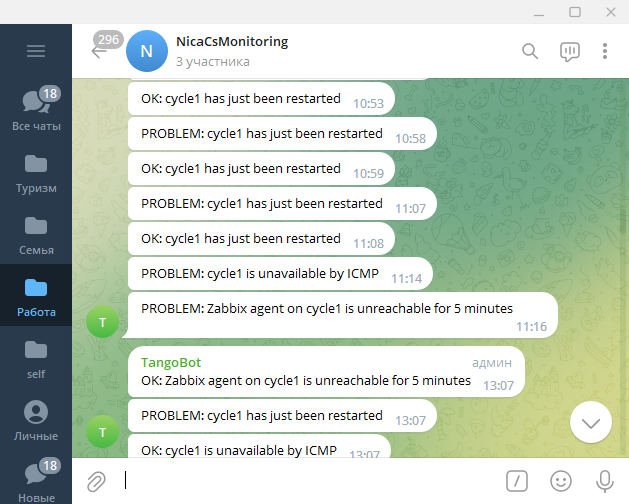 296
N
NicaCsMonitoring
3 участника
18
Все чаты
Туризм
Семья
Работа
self
Личные
18
Новые
OK: cycle1 has just been restarted 10:53
PROBLEM: cycle1 has just been restarted 10:58
OK: cycle1 has just been restarted 10:59
PROBLEM: cycle1 has just been restarted 11:07
OK: cycle1 has just been restarted 11:08
PROBLEM: cycle1 is unavailable by ICMP 11:14
PROBLEM: Zabbix agent on cycle1 is unreachable for 5 minutes
11:16
T
TangoBot админ
OK: Zabbix agent on cycle1 is unreachable for 5 minutes 13:07
PROBLEM: cycle1 has just been restarted 13:07
T
OK: cycle1 is unavailable by ICMP 13:07